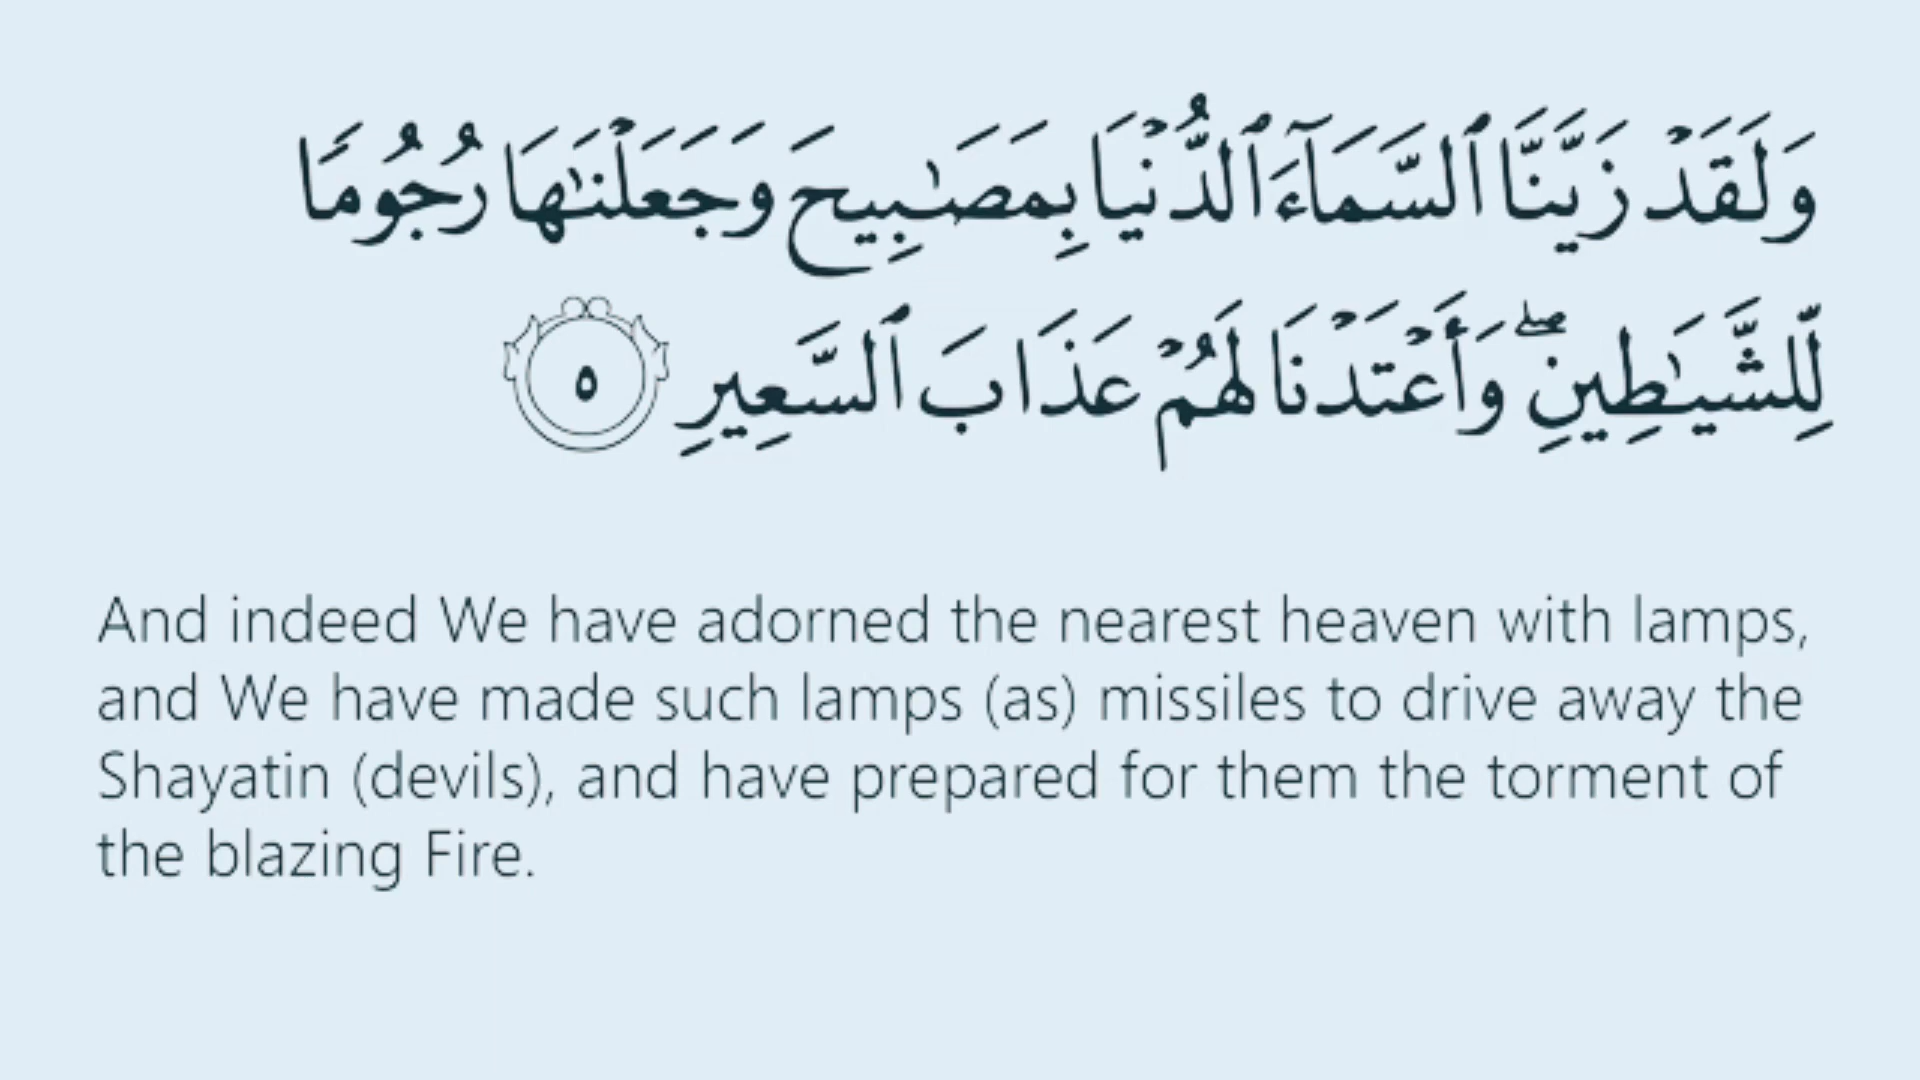 وَلَقَدْ زَيَّنَّا ٱلسَّمَآءَ ٱلدُّنْيَا بِمَصَـٰبِيحَ وَجَعَلْنَـٰهَا رُجُومًا
لِّلشَّيَـٰطِينِ ۖ وَأَعْتَدْنَا لَهُمْ عَذَابَ ٱلسَّعِيرِ ٥
And indeed We have adorned the nearest heaven with lamps,
and We have made such lamps (as) missiles to drive away the
Shayatin (devils), and have prepared for them the torment of
the blazing Fire.